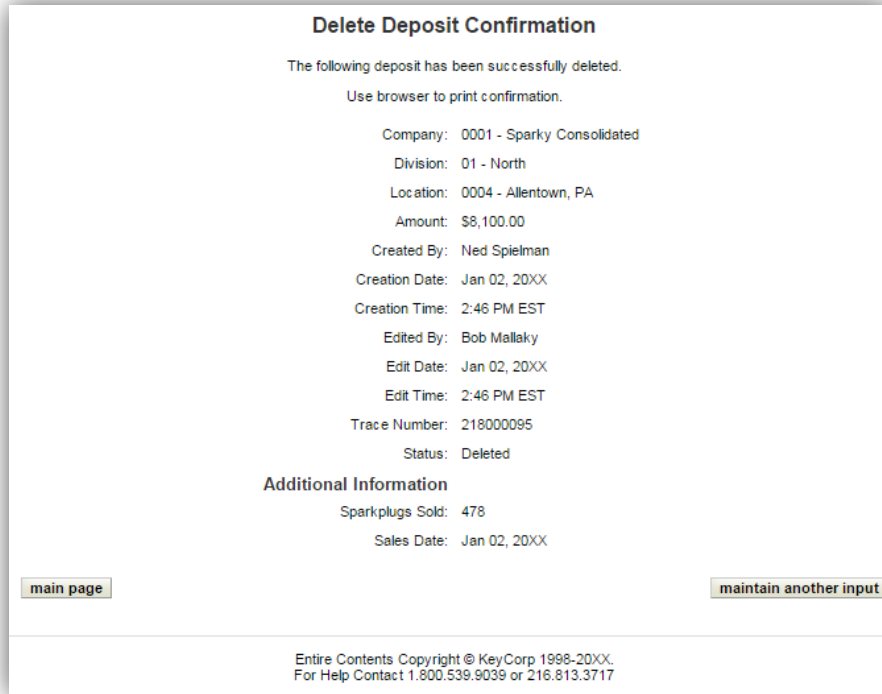 Delete Deposit Confirmation
The following deposit has been successfully deleted.
Use browser to print confirmation.
Company: 0001 - Sparky Consolidated
Division: 01 - North
Location: 0004 - Allentown, PA
Amount: $8,100.00
Created By: Ned Spielman
Creation Date: Jan 02, 20XX
Creation Time: 2:46 PM EST
Edited By: Bob Mallaky
Edit Date: Jan 02, 20XX
Edit Time: 2:46 PM EST
Trace Number: 218000095
Status: Deleted
Additional Information
Sparkplugs Sold: 478
Sales Date: Jan 02, 20XX
main page maintain another input
Entire Contents Copyright © KeyCorp 1998-20XX.
For Help Contact 1.800.539.9039 or 216.813.3717